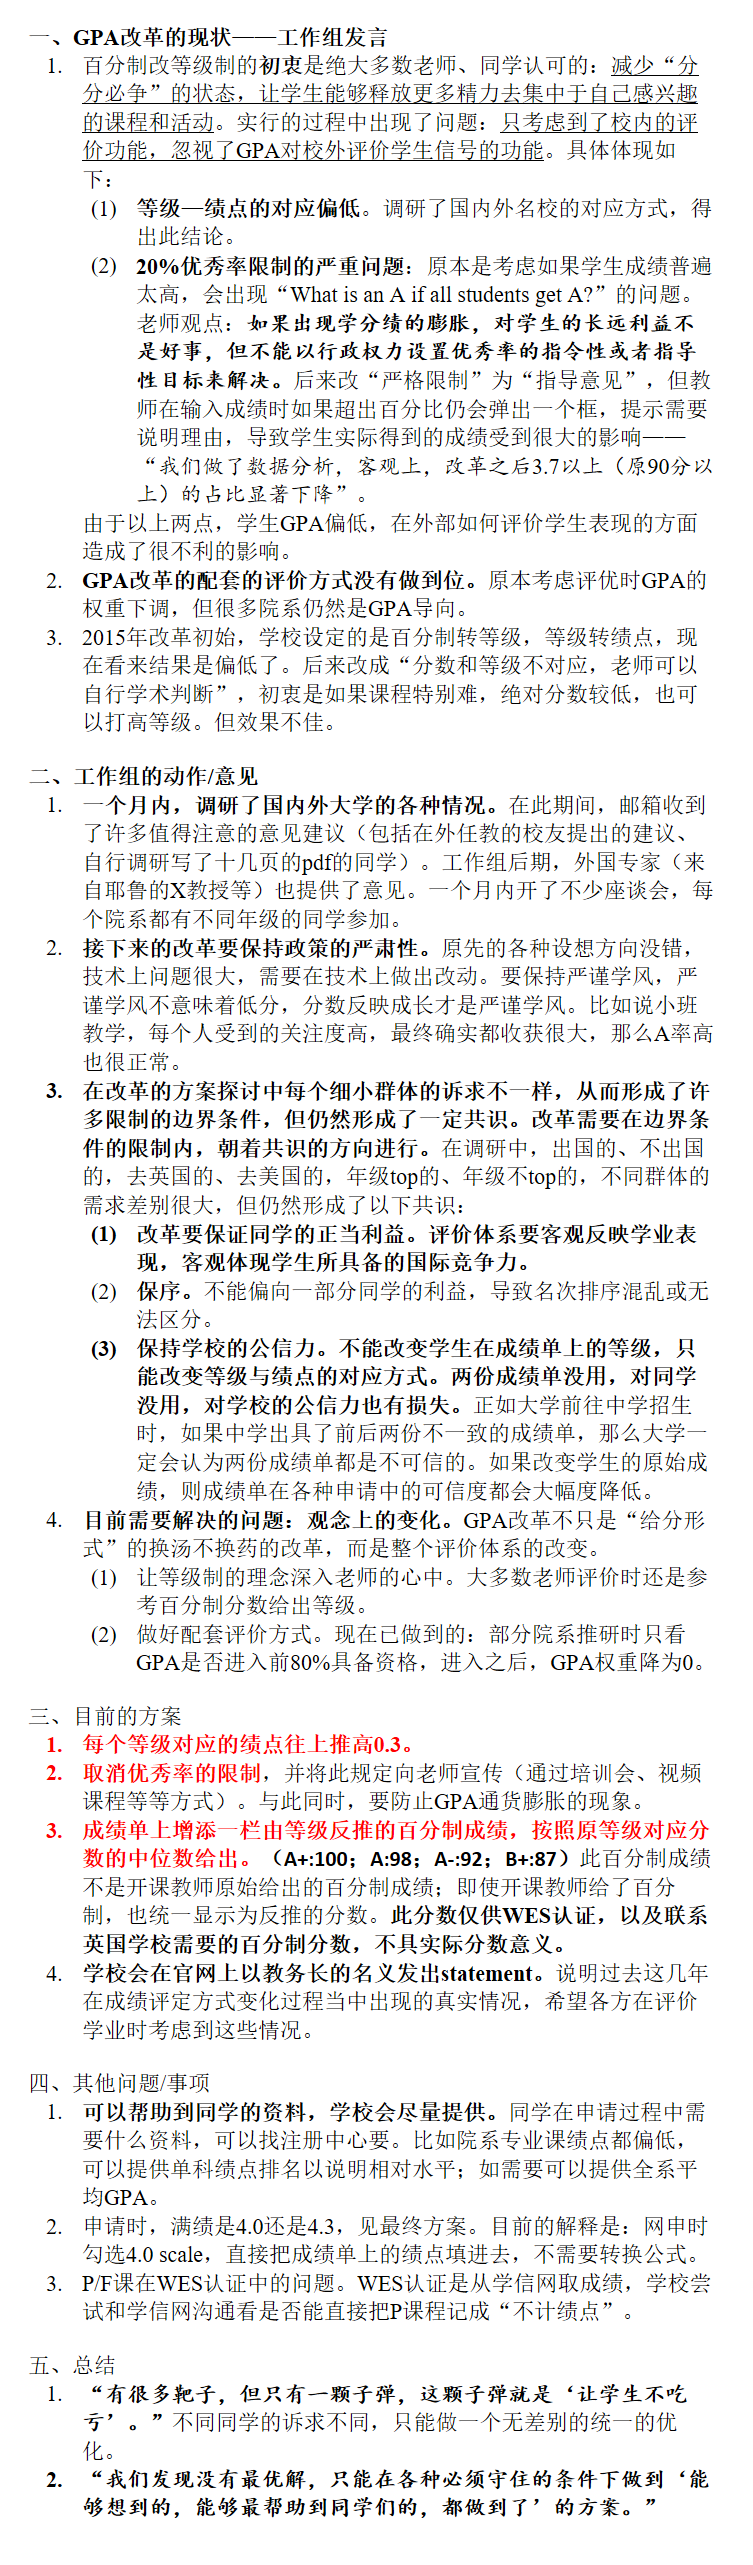 一、GPA改革的现状——工作组发言
1. 百分制改等级制的初衷是绝大多数老师、同学认可的：减少“分
分必争”的状态，让学生能够释放更多精力去集中于自己感兴趣
的课程和活动。实行的过程中出现了问题：只考虑到了校内的评
价功能，忽视了GPA对校外评价学生信号的功能。具体体现如
下：
(1) 等级—绩点的对应偏低。调研了国内外名校的对应方式，得
出此结论。
(2) 20%优秀率限制的严重问题：原本是考虑如果学生成绩普遍
太高，会出现“What is an A if all students get A?”的问题。
老师观点：如果出现学分绩的膨胀，对学生的长远利益不
是好事，但不能以行政权力设置优秀率的指令性或者指导
性目标来解决。后来改“严格限制”为“指导意见”，但教
师在输入成绩时如果超出百分比仍会弹出一个框，提示需要
说明理由，导致学生实际得到的成绩受到很大的影响——
“我们做了数据分析，客观上，改革之后3.7以上（原90分以
上）的占比显著下降”。
由于以上两点，学生GPA偏低，在外部如何评价学生表现的方面
造成了很不利的影响。
2. GPA改革的配套的评价方式没有做到位。原本考虑评优时GPA的
权重下调，但很多院系仍然是GPA导向。
3. 2015年改革初始，学校设定的是百分制转等级，等级转绩点，现
在看来结果是偏低了。后来改成“分数和等级不对应，老师可以
自行学术判断”，初衷是如果课程特别难，绝对分数较低，也可
以打高等级。但效果不佳。
二、工作组的动作/意见
1. 一个月内，调研了国内外大学的各种情况。在此期间，邮箱收到
了许多值得注意的意见建议（包括在外任教的校友提出的建议、
自行调研写了十几页的pdf的同学）。工作组后期，外国专家（来
自耶鲁的X教授等）也提供了意见。一个月内开了不少座谈会，每
个院系都有不同年级的同学参加。
2. 接下来的改革要保持政策的严肃性。原先的各种设想方向没错，
技术上问题很大，需要在技术上做出改动。要保持严谨学风，严
谨学风不意味着低分，分数反映成长才是严谨学风。比如说小班
教学，每个人受到的关注度高，最终确实都收获很大，那么A率高
也很正常。
3. 在改革的方案探讨中每个细小群体的诉求不一样，从而形成了许
多限制的边界条件，但仍然形成了一定共识。改革需要在边界条
件的限制内，朝着共识的方向进行。在调研中，出国的、不出国
的，去英国的、去美国的，年级top的、年级不top的，不同群体的
需求差别很大，但仍然形成了以下共识：
(1) 改革要保证同学的正当利益。评价体系要客观反映学业表
现，客观体现学生所具备的国际竞争力。
(2) 保序。不能偏向一部分同学的利益，导致名次排序混乱或无
法区分。
(3) 保持学校的公信力。不能改变学生在成绩单上的等级，只
能改变等级与绩点的对应方式。两份成绩单没用，对同学
没用，对学校的公信力也有损失。正如大学前往中学招生
时，如果中学出具了前后两份不一致的成绩单，那么大学一
定会认为两份成绩单都是不可信的。如果改变学生的原始成
绩，则成绩单在各种申请中的可信度都会大幅度降低。
4. 目前需要解决的问题：观念上的变化。GPA改革不只是“给分形
式”的换汤不换药的改革，而是整个评价体系的改变。
(1) 让等级制的理念深入老师的心中。大多数老师评价时还是参
考百分制分数给出等级。
(2) 做好配套评价方式。现在已做到的：部分院系推研时只看
GPA是否进入前80%具备资格，进入之后，GPA权重降为0。
三、目前的方案
1. 每个等级对应的绩点往上推高0.3。
2. 取消优秀率的限制，并将此规定向老师宣传（通过培训会、视频
课程等等方式）。与此同时，要防止GPA通货膨胀的现象。
3. 成绩单上增添一栏由等级反推的百分制成绩，按照原等级对应分
数的中位数给出。（A+:100；A:98；A-:92；B+:87）此百分制成绩
不是开课教师原始给出的百分制成绩；即使开课教师给了百分
制，也统一显示为反推的分数。此分数仅供WES认证，以及联系
英国学校需要的百分制分数，不具实际分数意义。
4. 学校会在官网上以教务长的名义发出statement。说明过去这几年
在成绩评定方式变化过程当中出现的真实情况，希望各方在评价
学业时考虑到这些情况。
四、其他问题/事项
1. 可以帮助到同学的资料，学校会尽量提供。同学在申请过程中需
要什么资料，可以找注册中心要。比如院系专业课绩点都偏低，
可以提供单科绩点排名以说明相对水平；如需要可以提供全系平
均GPA。
2. 申请时，满绩是4.0还是4.3，见最终方案。目前的解释是：网申时
勾选4.0 scale，直接把成绩单上的绩点填进去，不需要转换公式。
3. P/F课在WES认证中的问题。WES认证是从学信网取成绩，学校尝
试和学信网沟通看是否能直接把P课程记成“不计绩点”。
五、总结
1. “有很多靶子，但只有一颗子弹，这颗子弹就是‘让学生不吃
亏’。”不同同学的诉求不同，只能做一个无差别的统一的优
化。
2. “我们发现没有最优解，只能在各种必须守住的条件下做到‘能
够想到的，能够最帮助到同学们的，都做到了’的方案。”